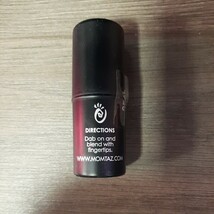 DIRECTIONS
Dab on and
blend with
fingertips.
WWW.MOMTAZ.COM